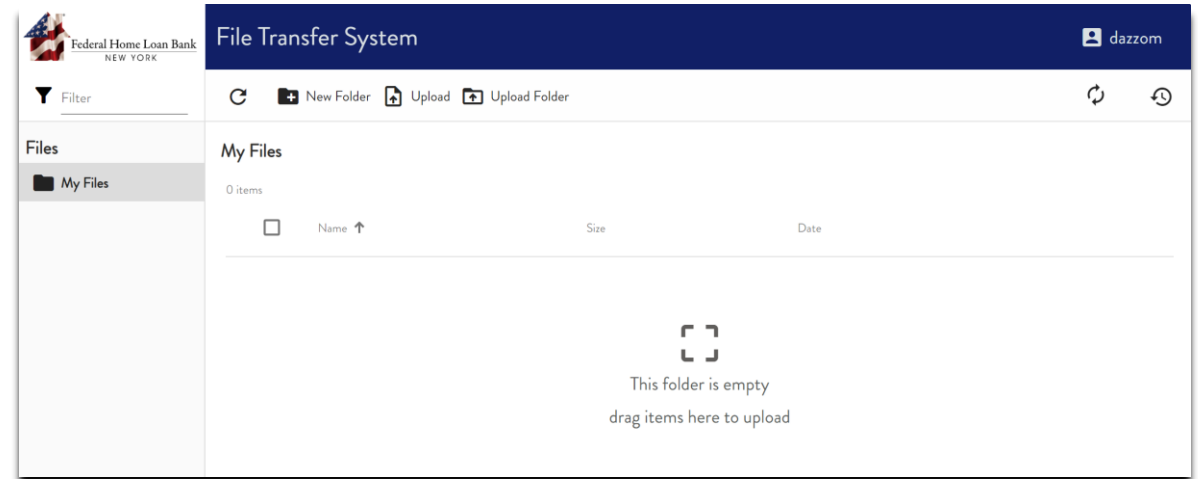 Federal Home Loan Bank
NEW YORK
File Transfer System
dazzom
Filter
New Folder
Upload
Upload Folder
Files
My Files
My Files
0 items
Name
Size
Date
This folder is empty
drag items here to upload